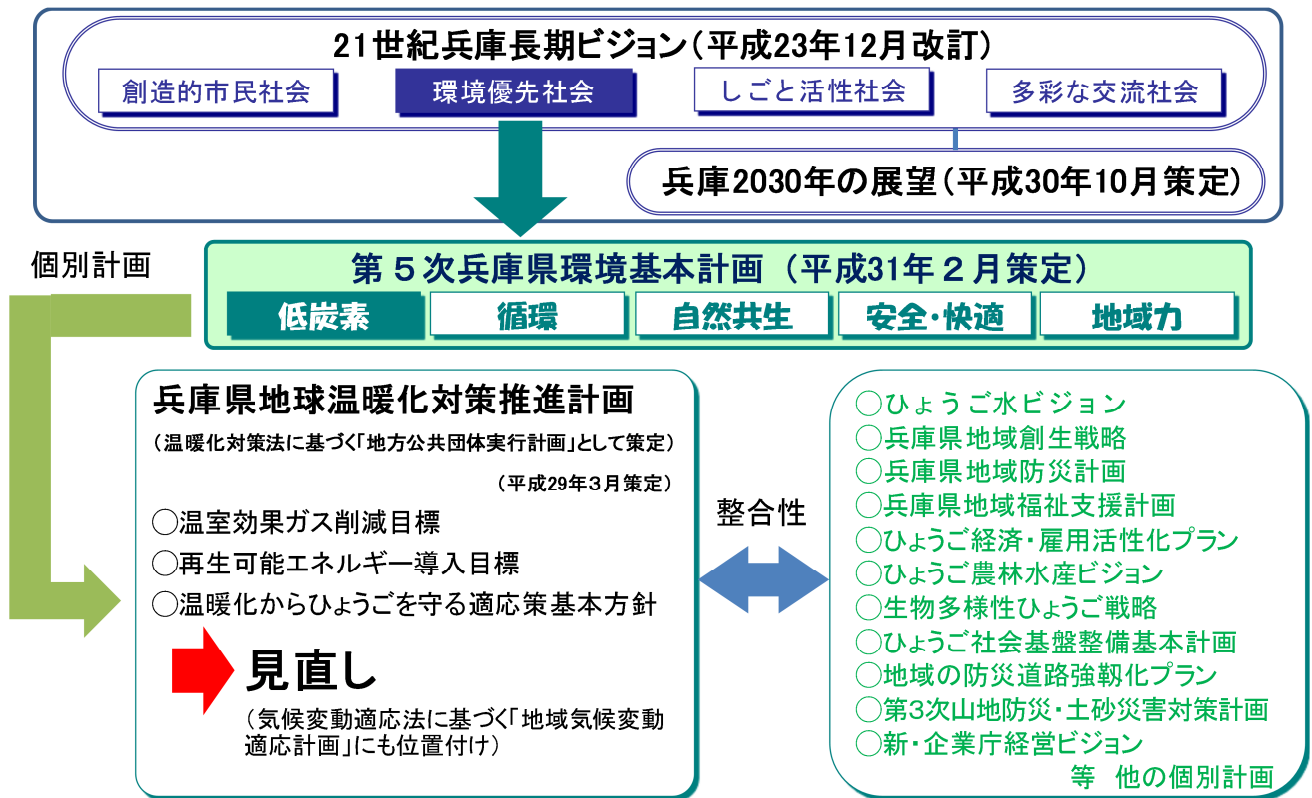 21世紀兵庫長期ビジョン（平成23年12月改訂）
創造的市民社会
環境優先社会
しごと活性社会
多彩な交流社会
兵庫2030年の展望（平成30年10月策定）
個別計画
第５次兵庫県環境基本計画（平成31年２月策定）
低炭素
循環
自然共生
安全・快適
地域力
兵庫県地球温暖化対策推進計画
（温暖化対策法に基づく「地方公共団体実行計画」として策定）
（平成29年３月策定）
○温室効果ガス削減目標
○再生可能エネルギー導入目標
○温暖化からひょうごを守る適応策基本方針
見直し
（気候変動適応法に基づく「地域気候変動
適応計画」にも位置付け）
整合性
○ひょうご水ビジョン
○兵庫県地域創生戦略
○兵庫県地域防災計画
○兵庫県地域福祉支援計画
○ひょうご経済・雇用活性化プラン
○ひょうご農林水産ビジョン
○生物多様性ひょうご戦略
○ひょうご社会基盤整備基本計画
○地域の防災道路強靱化プラン
○第３次山地防災・土砂災害対策計画
○新・企業庁経営ビジョン
等　他の個別計画